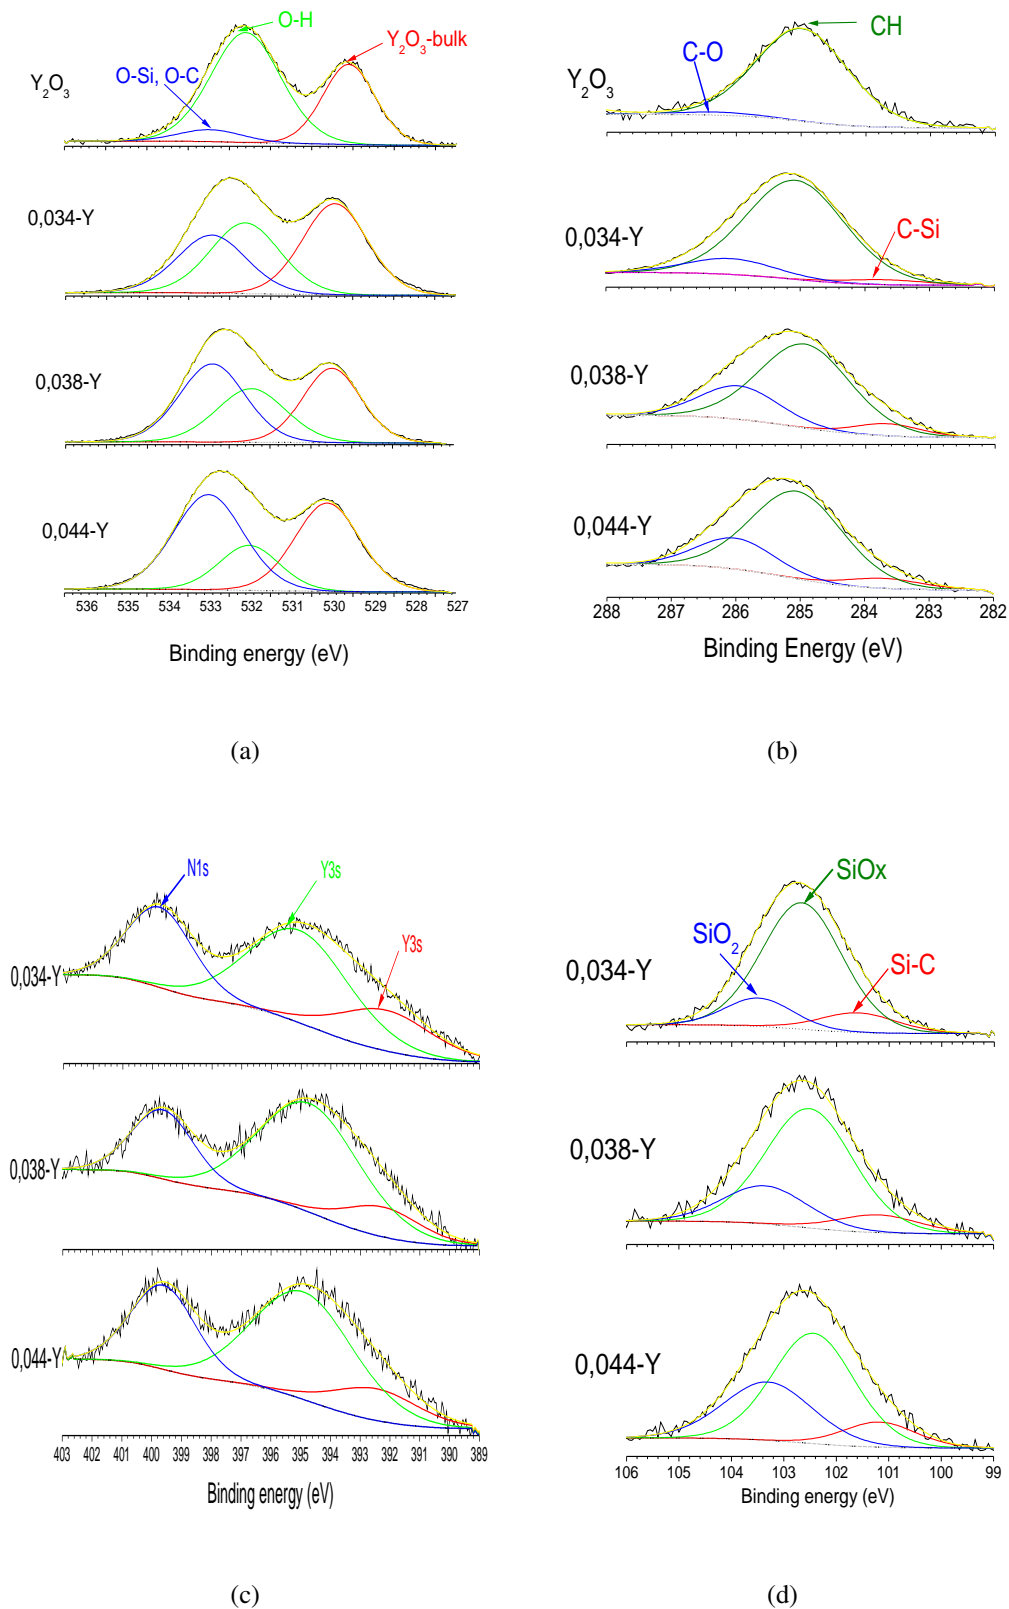 O-H
Y2O3-bulk
O-Si, O-C
Y2O3
0,034-Y
0,038-Y
0,044-Y
536 535 533 532 531 530 529 528 527
Binding energy (eV)
(a)
CH
C-O
Y2O3
C-Si
0,034-Y
0,038-Y
0,044-Y
288 287 286 285 284 283 282
Binding Energy (eV)
(b)
N1s
Y3s
Y3s
0,034-Y
0,038-Y
0,044-Y
403 402 401 400 399 398 397 396 395 394 393 392 391 390 389
Binding energy (eV)
(c)
SiOx
SiO2
Si-C
0,034-Y
0,038-Y
0,044-Y
106 105 104 103 102 101 100 99
Binding energy (eV)
(d)